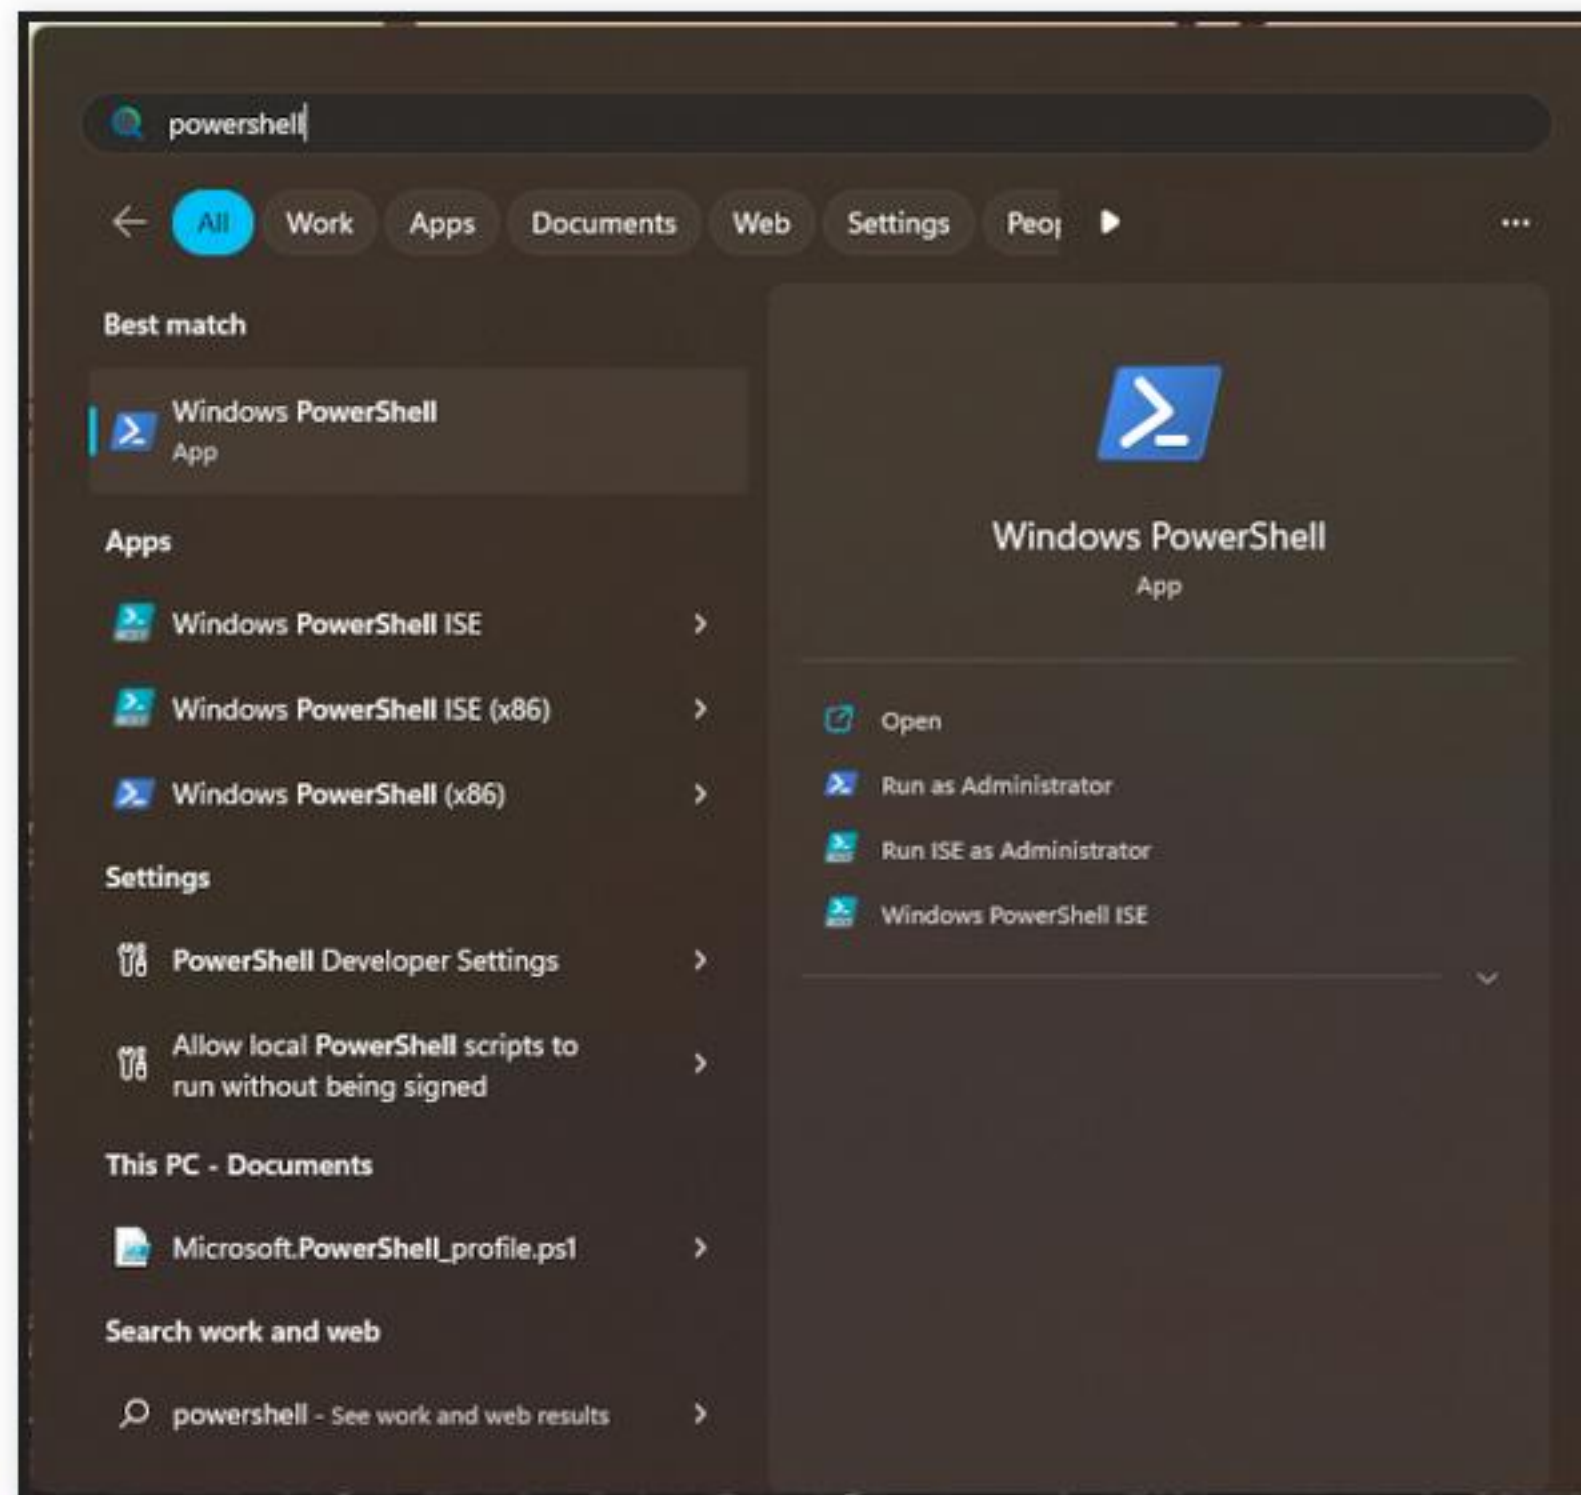 powershell
All
Work
Apps
Documents
Web
Settings
Best match
Windows PowerShell
App
Apps
Windows PowerShell ISE
Windows PowerShell ISE (x86)
Windows PowerShell (x86)
Settings
PowerShell Developer Settings
Allow local PowerShell scripts to
run without being signed
This PC - Documents
Microsoft.PowerShell_profile.ps1
Search work and web
powershell - See work and web results
Windows PowerShell
App
Open
Run as Administrator
Run ISE as Administrator
Windows PowerShell ISE